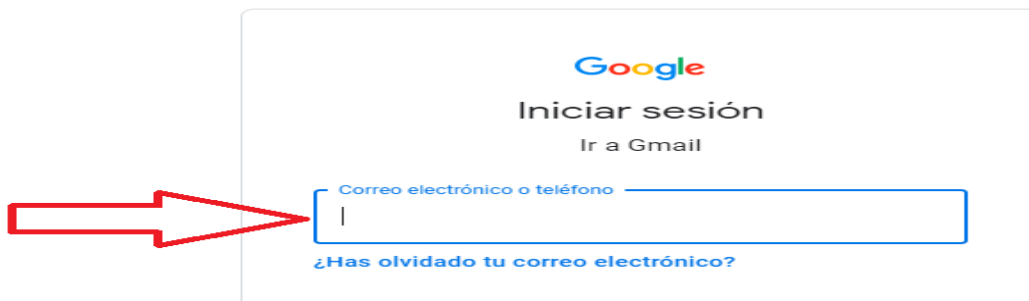 Google
Iniciar sesión
Ir a Gmail
Correo electrónico o teléfono
¿Has olvidado tu correo electrónico?